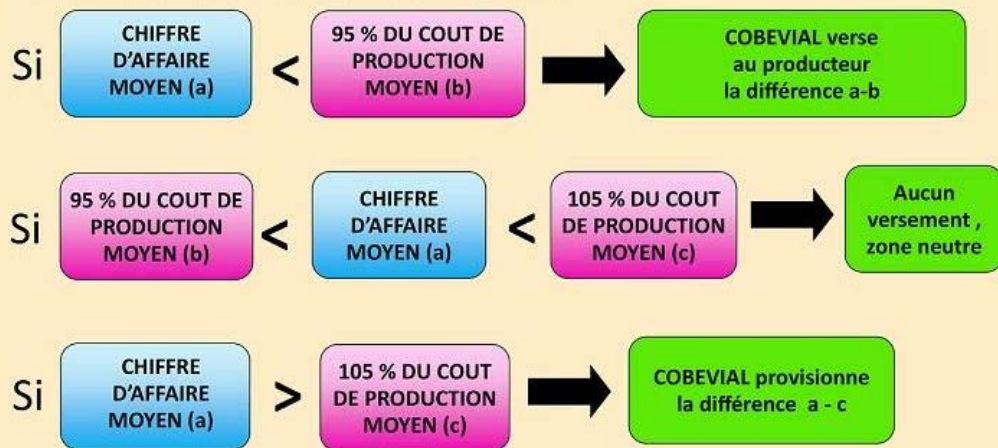 Si
CHIFFRE
D'AFFAIRE
MOYEN (a)
<
95 % DU COUT DE
PRODUCTION
MOYEN (b)
COBEVIAL verse
au producteur
la différence a-b
Si
95 % DU COUT DE
PRODUCTION
MOYEN (b)
<
CHIFFRE
D'AFFAIRE
MOYEN (a)
<
105 % DU COUT
DE PRODUCTION
MOYEN (c)
Aucun
versement ,
zone neutre
Si
CHIFFRE
D'AFFAIRE
MOYEN (a)
>
105 % DU COUT
DE PRODUCTION
MOYEN (c)
COBEVIAL provisionne
la différence a - c